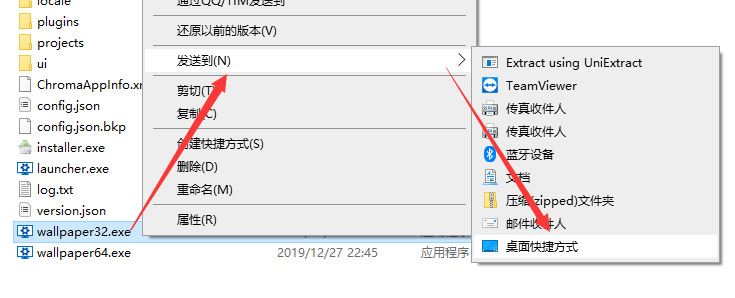 locale
plugins
projects
ui
ChromaAppInfo.xm
config.json
config.json.bkp
installer.exe
launcher.exe
log.txt
version.json
wallpaper32.exe
wallpaper64.exe
2019/12/27 22:45
应用程序
通过QQ/TIM发送到
还原以前的版本(V)
发送到(N)
剪切(T)
复制(C)
创建快捷方式(S)
删除(D)
重命名(M)
属性(R)
Extract using UniExtract
TeamViewer
传真收件人
传真收件人
蓝牙设备
文档
压缩(zipped)文件夹
邮件收件人
桌面快捷方式